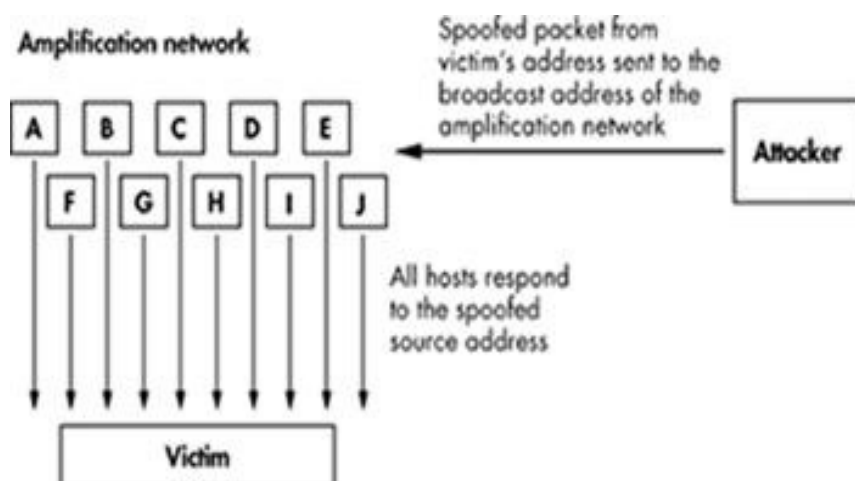 Amplification network
Spoofed packet from
victim's address sent to the
broadcast address of the
amplification network
Attacker
A
B
C
D
E
F
G
H
I
J
All hosts respond
to the spoofed
source address
Victim